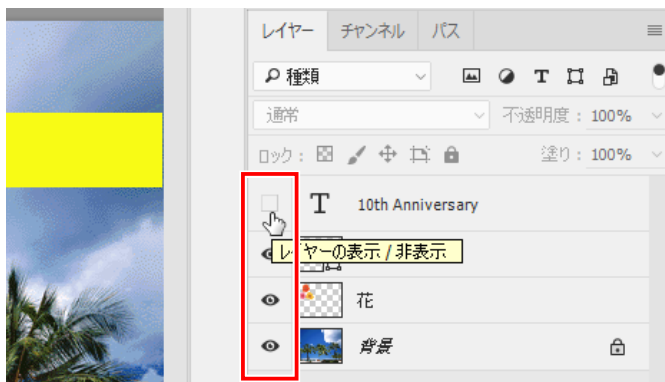 レイヤー チャンネル パス
種類
通常 不透明度: 100%
ロック: 塗り: 100%
T 10th Anniversary
レイヤーの表示 / 非表示
花
背景